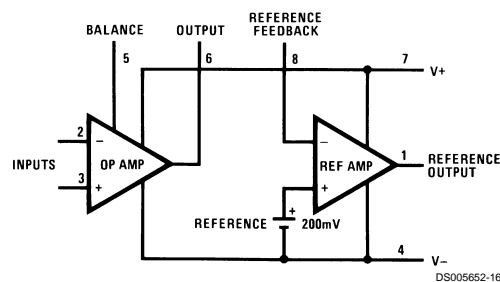 REFERENCE
BALANCE OUTPUT FEEDBACK
5 6 8 7 V+
2 −
INPUTS OP AMP
3 +
− REF AMP 1 REFERENCE
+ OUTPUT
REFERENCE + 200mV
4 V−
DS005652-16